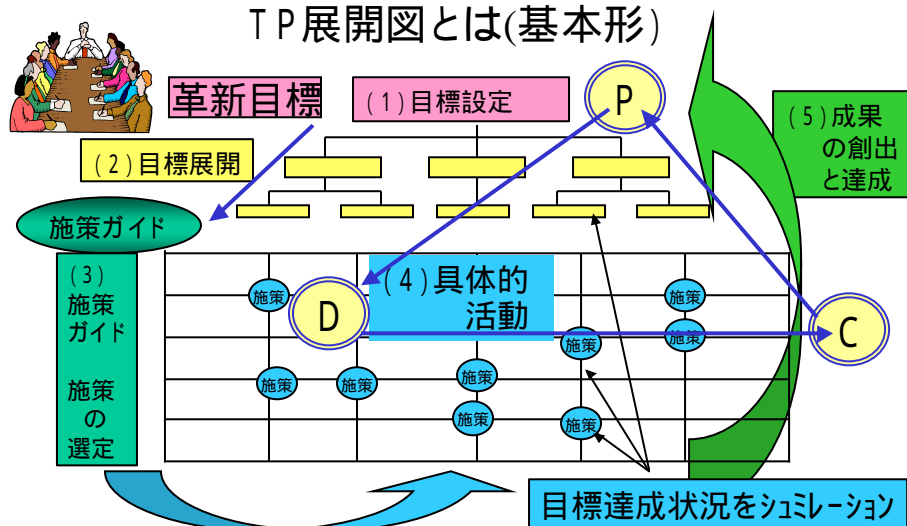 TP展開図とは(基本形)
革新目標
(1)目標設定
P
(5)成果
の創出
と達成
(2)目標展開
施策ガイド
(3)
施策
ガイド
施策
の
選定
(4)具体的
活動
D
C
施策
施策
施策
施策
施策
施策
施策
施策
施策
目標達成状況をｼｭﾐﾚｰｼｮﾝ